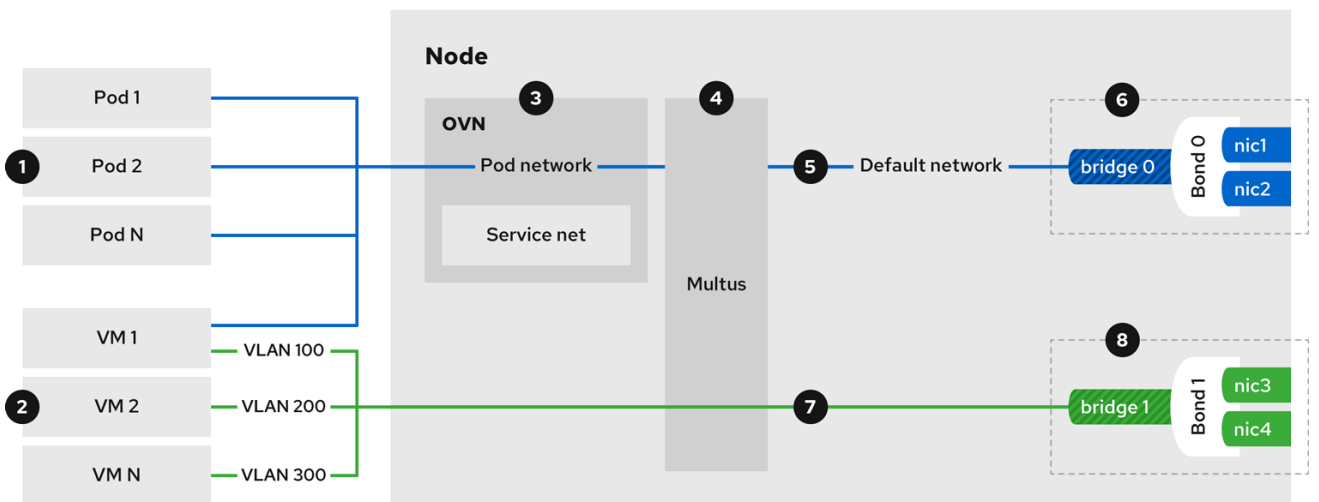 Node
3
4
6
Pod 1
OVN
1
Pod 2
Pod network
5
Default network
bridge 0
Bond 0
nic1
nic2
Pod N
Service net
Multus
VM 1
VLAN 100
8
2
VM 2
VLAN 200
7
bridge 1
Bond 1
nic3
nic4
VM N
VLAN 300